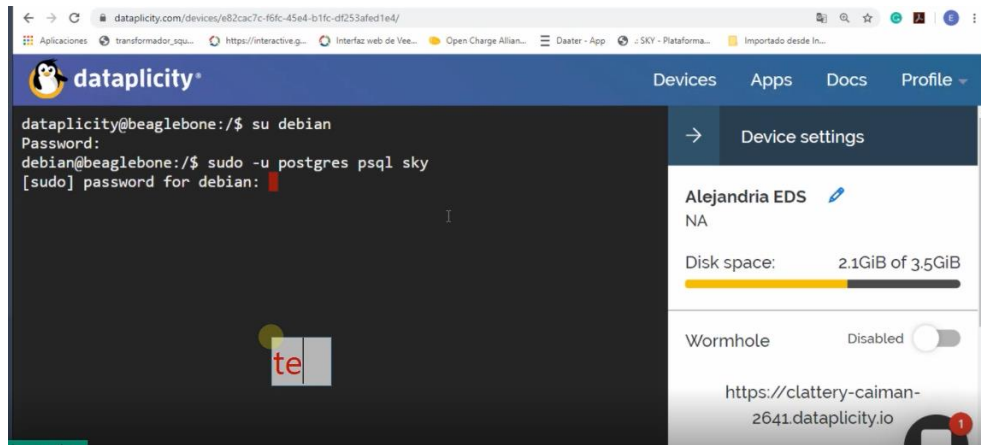 dataplicity.com/devices/e82cac7c-f6fc-45e4-b1fc-df253afed1e4/
E
Aplicaciones transformador_squ... https://interactive.g... Interfaz web de Vee... Open Charge Allian... Daater - App .: SKY - Plataforma... Importado desde In...
dataplicity Devices Apps Docs Profile
dataplicity@beaglebone:/$ su debian
Password:
debian@beaglebone:/$ sudo -u postgres psql sky
[sudo] password for debian:
te
→ Device settings
Alejandria EDS
NA
Disk space: 2.1GiB of 3.5GiB
Wormhole Disabled
https://clattery-caiman-
2641.dataplicity.io
1